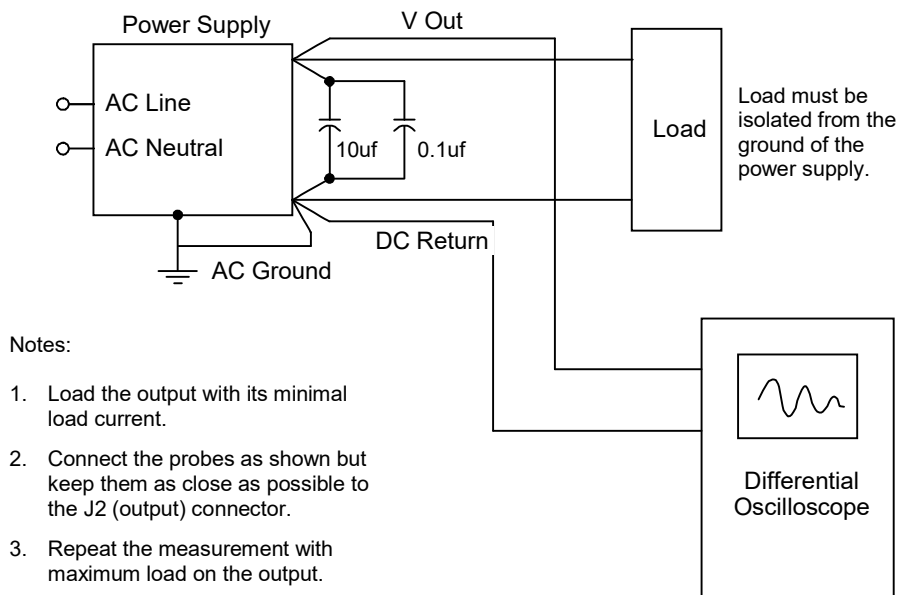 Power Supply
V Out
AC Line
AC Neutral
10uf
0.1uf
Load
Load must be
isolated from the
ground of the
power supply.
DC Return
AC Ground
Notes:
1. Load the output with its minimal
load current.
2. Connect the probes as shown but
keep them as close as possible to
the J2 (output) connector.
3. Repeat the measurement with
maximum load on the output.
Differential
Oscilloscope